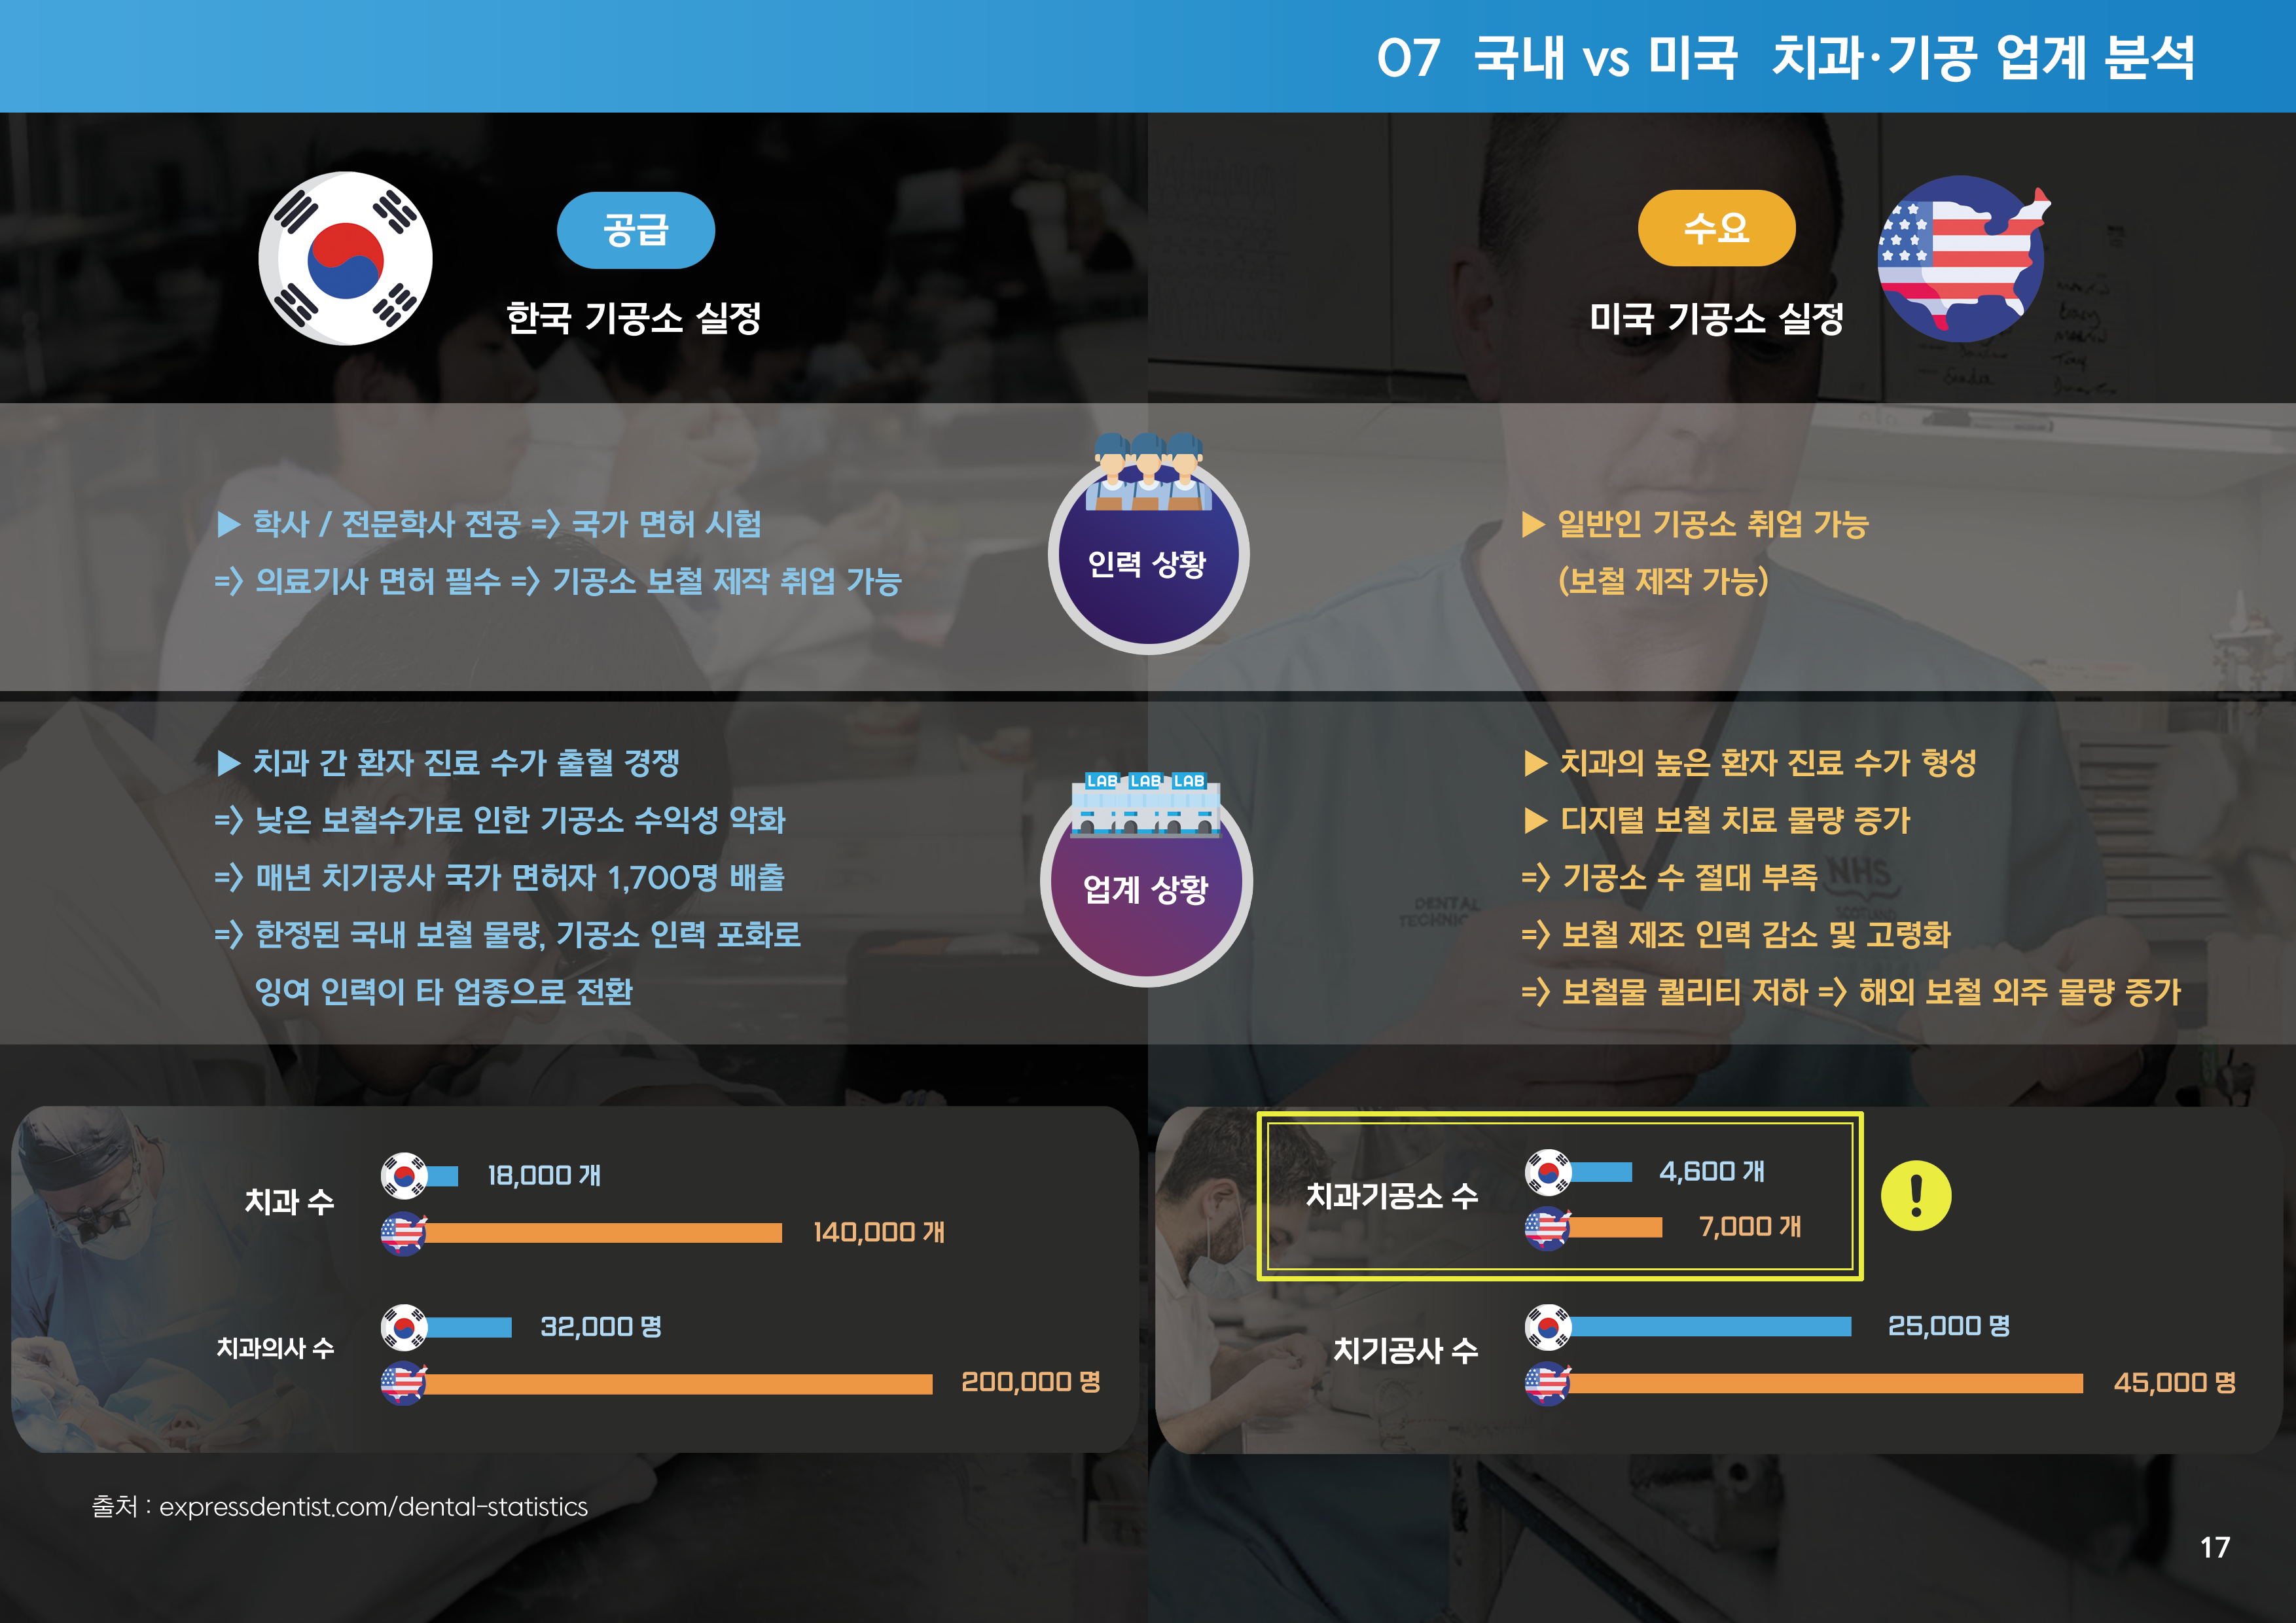 07 국내 vs 미국 치과·기공 업계 분석
공급
한국 기공소 실정
수요
미국 기공소 실정
▶ 학사 / 전문학사 전공 => 국가 면허 시험
=> 의료기사 면허 필수 => 기공소 보철 제작 취업 가능
인력 상황
▶ 일반인 기공소 취업 가능
(보철 제작 가능)
▶ 치과 간 환자 진료 수가 출혈 경쟁
=> 낮은 보철수가로 인한 기공소 수익성 악화
=> 매년 치기공사 국가 면허자 1,700명 배출
=> 한정된 국내 보철 물량, 기공소 인력 포화로
잉여 인력이 타 업종으로 전환
LAB LAB LAB
업계 상황
▶ 치과의 높은 환자 진료 수가 형성
▶ 디지털 보철 치료 물량 증가
=> 기공소 수 절대 부족
=> 보철 제조 인력 감소 및 고령화
=> 보철물 퀄리티 저하 => 해외 보철 외주 물량 증가
NHS
DENTAL
치과 수
18,000 개
140,000 개
치과의사 수
32,000 명
200,000 명
치과기공소 수
4,600 개
7,000 개
!
치기공사 수
25,000 명
45,000 명
출처 : expressdentist.com/dental-statistics
17